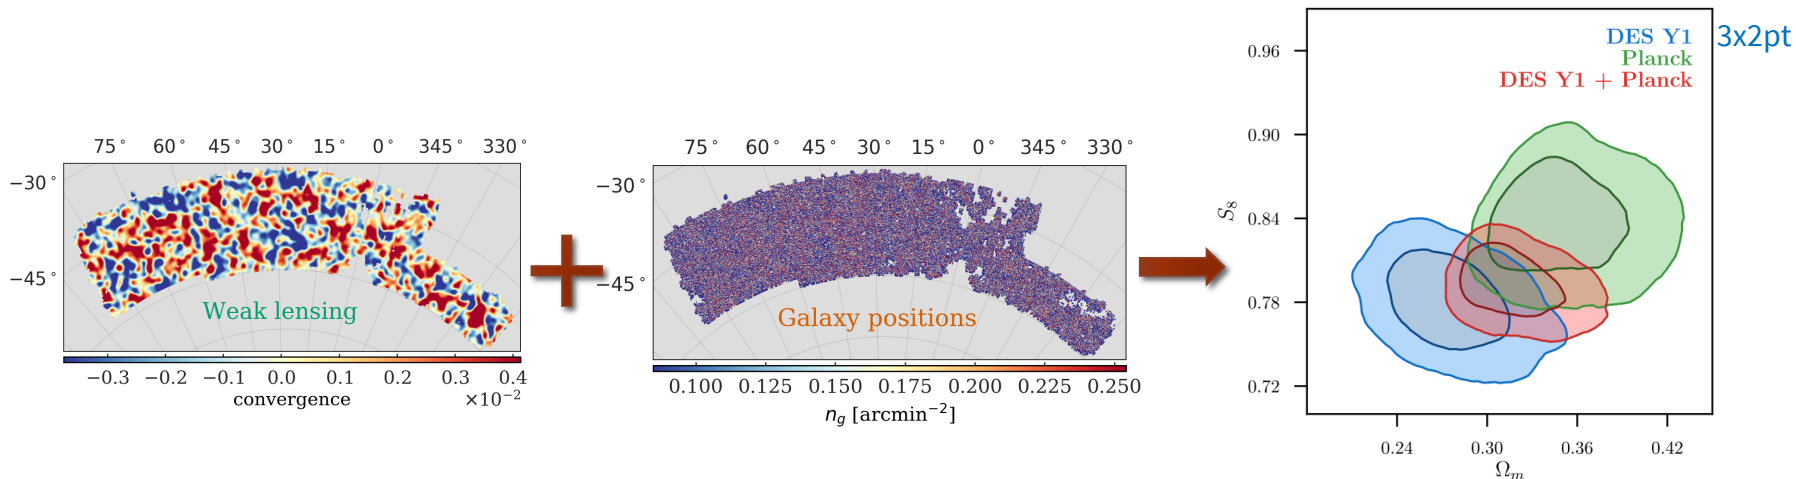 75° 60° 45° 30° 15° 0° 345° 330°
−30°
−45°
Weak lensing
−0.3 −0.2 −0.1 0.0 0.1 0.2 0.3 0.4
convergence ×10⁻²
75° 60° 45° 30° 15° 0° 345° 330°
−30°
−45°
Galaxy positions
0.100 0.125 0.150 0.175 0.200 0.225 0.250
n_g [arcmin⁻²]
DES Y1
Planck
DES Y1 + Planck
3x2pt
0.96
0.90
0.84
0.78
0.72
S₈
0.24 0.30 0.36 0.42
Ωₘ